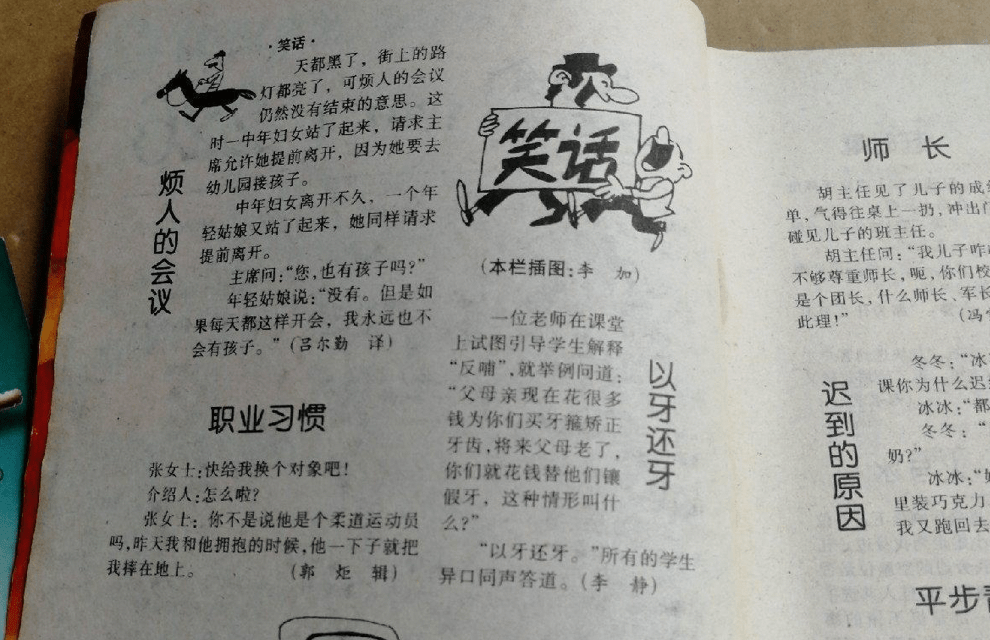 ·笑话·
天都黑了，街上的路
灯都亮了，可烦人的会议
仍然没有结束的意思。这
时一中年妇女站了起来，请求主
席允许她提前离开，因为她要去
幼儿园接孩子。
中年妇女离开不久，一个年
轻姑娘又站了起来，她同样请求
提前离开。
主席问：“您，也有孩子吗？”
年轻姑娘说：“没有。但是如
果每天都这样开会，我永远也不
会有孩子。”（吕尔勤 译）
烦人的会议
职业习惯
张女士：快给我换个对象吧！
介绍人：怎么啦？
张女士：你不是说他是个柔道运动员
吗，昨天我和他拥抱的时候，他一下子就把
我摔在地上。 （郭 炬 辑）
笑话
（本栏插图：李 加）
一位老师在课堂
上试图引导学生解释
“反哺”，就举例问道：
“父母亲现在花很多
钱为你们买牙箍矫正
牙齿，将来父母老了，
你们就花钱替他们镶
假牙，这种情形叫什
么？”
“以牙还牙。”所有的学生
异口同声答道。（李 静）
以牙还牙
师 长
胡主任见了儿子的成
单，气得往桌上一扔，冲出
碰见儿子的班主任。
胡主任问：“我儿子昨
不够尊重师长，呃，你们校
是个团长，什么师长，军长
此理！” （冯
冬冬：“冰
课你为什么迟
冰冰：“都
冬冬：“
奶？”
冰冰：“
里装巧克力
我又跑回去
迟到的原因
平步